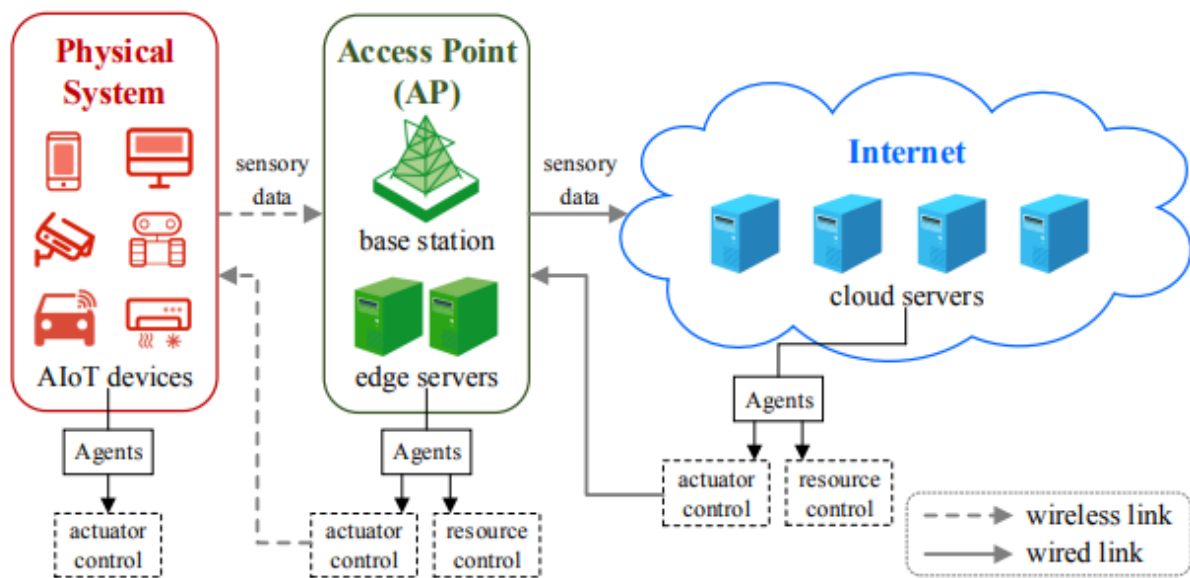 Physical
System
AIoT devices
Agents
actuator
control
sensory
data
Access Point
(AP)
base station
edge servers
Agents
actuator
control
resource
control
sensory
data
Internet
cloud servers
Agents
actuator
control
resource
control
wireless link
wired link